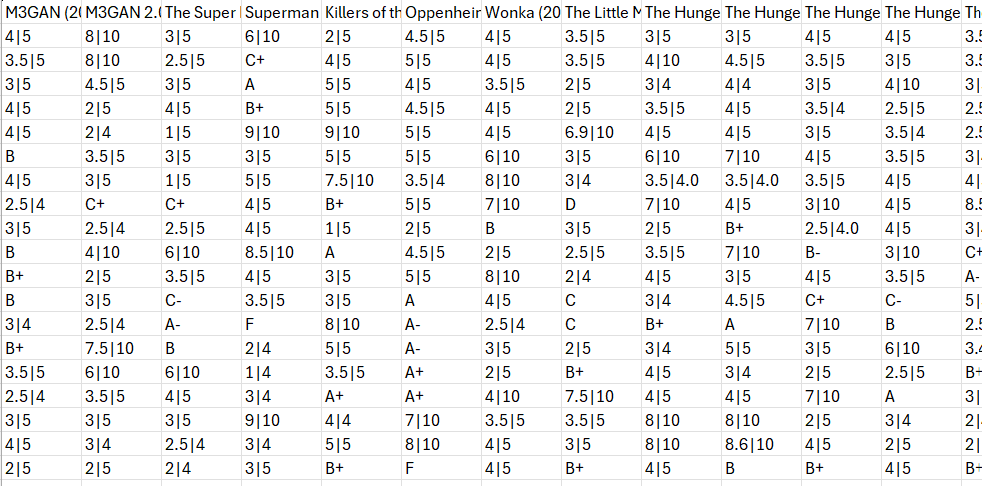 M3GAN (20 M3GAN 2.0 The Super Superman Killers of th Oppenheim Wonka (20 The Little M The Hunge The Hunge The Hunge The Hunge The
4|5 8|10 3|5 6|10 2|5 4.5|5 4|5 3.5|5 3|5 3|5 4|5 4|5 3.5
3.5|5 8|10 2.5|5 C+ 4|5 5|5 4|5 3.5|5 4|10 4.5|5 3.5|5 3|5 3.5
3|5 4.5|5 3|5 A 5|5 4|5 3.5|5 2|5 3|4 4|4 3|5 4|10 3|
4|5 2|5 4|5 B+ 5|5 4.5|5 4|5 2|5 3.5|5 4|5 3.5|4 2.5|5 2.5
4|5 2|4 1|5 9|10 9|10 5|5 4|5 6.9|10 4|5 4|5 3|5 3.5|4 2.5
B 3.5|5 3|5 3|5 5|5 5|5 6|10 3|5 6|10 7|10 4|5 3.5|5 3|
4|5 3|5 1|5 5|5 7.5|10 3.5|4 8|10 3|4 3.5|4.0 3.5|4.0 3.5|5 4|5 4|
2.5|4 C+ C+ 4|5 B+ 5|5 7|10 D 7|10 4|5 3|10 4|5 8.5
3|5 2.5|4 2.5|5 4|5 1|5 2|5 B 3|5 2|5 B+ 2.5|4.0 4|5 3|
B 4|10 6|10 8.5|10 A 4.5|5 2|5 2.5|5 3.5|5 7|10 B- 3|10 C+
B+ 2|5 3.5|5 4|5 3|5 5|5 8|10 2|4 4|5 3|5 4|5 3.5|5 A-
B 3|5 C- 3.5|5 3|5 A 4|5 C 3|4 4.5|5 C+ C- 5|
3|4 2.5|4 A- F 8|10 A- 2.5|4 C B+ A 7|10 B 2.5
B+ 7.5|10 B 2|4 5|5 A- 3|5 2|5 3|4 5|5 3|5 6|10 3.4
3.5|5 6|10 6|10 1|4 3.5|5 A+ 2|5 B+ 4|5 3|4 2|5 2.5|5 B+
2.5|4 3.5|5 4|5 3|4 A+ A+ 4|10 7.5|10 4|5 4|5 7|10 A 3|
3|5 3|5 3|5 9|10 4|4 7|10 3.5|5 3.5|5 8|10 8|10 2|5 3|4 2|
4|5 3|4 2.5|4 3|4 5|5 8|10 4|5 3|5 8|10 8.6|10 4|5 2|5 2|
2|5 2|5 2|4 3|5 B+ F 4|5 B+ 4|5 B B+ 4|5 B+